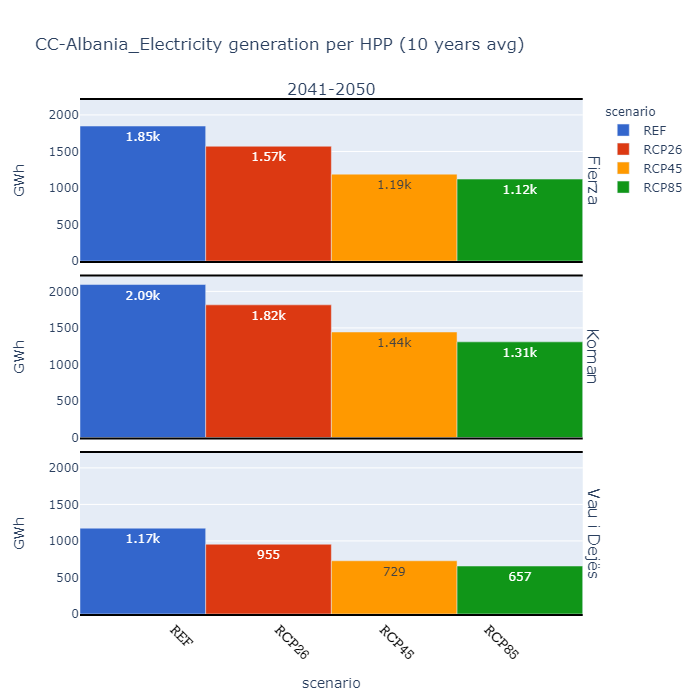 CC-Albania_Electricity generation per HPP (10 years avg)
2041-2050
scenario
REF
RCP26
RCP45
RCP85
GWh
2000
1500
1000
500
0
1.85k
1.57k
1.19k
1.12k
Fierza
GWh
2000
1500
1000
500
0
2.09k
1.82k
1.44k
1.31k
Koman
GWh
2000
1500
1000
500
0
1.17k
955
729
657
Vau i Dejës
REF
RCP26
RCP45
RCP85
scenario